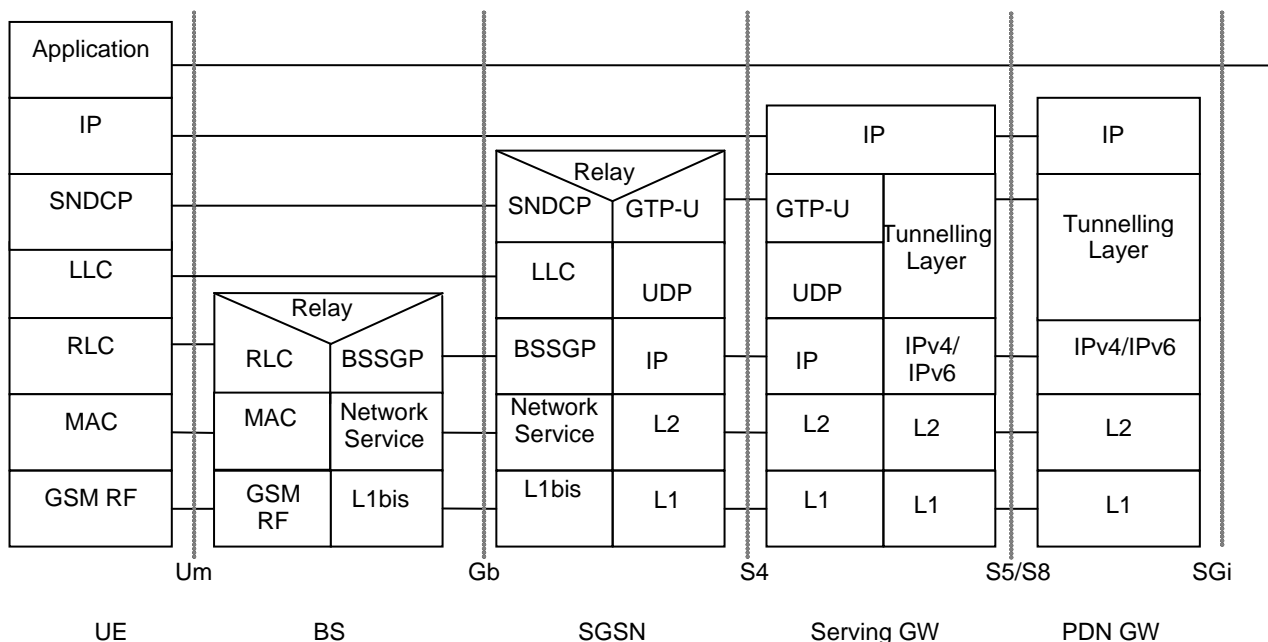 Application
IP
IP
IP
Relay
SNDCP
SNDCP
GTP-U
GTP-U
Tunnelling
Layer
Tunnelling
Layer
LLC
LLC
UDP
UDP
Relay
RLC
RLC
BSSGP
BSSGP
IP
IP
IPv4/
IPv6
IPv4/IPv6
MAC
MAC
Network
Service
Network
Service
L2
L2
L2
L2
GSM RF
GSM
RF
L1bis
L1bis
L1
L1
L1
L1
Um
Gb
S4
S5/S8
SGi
UE
BS
SGSN
Serving GW
PDN GW